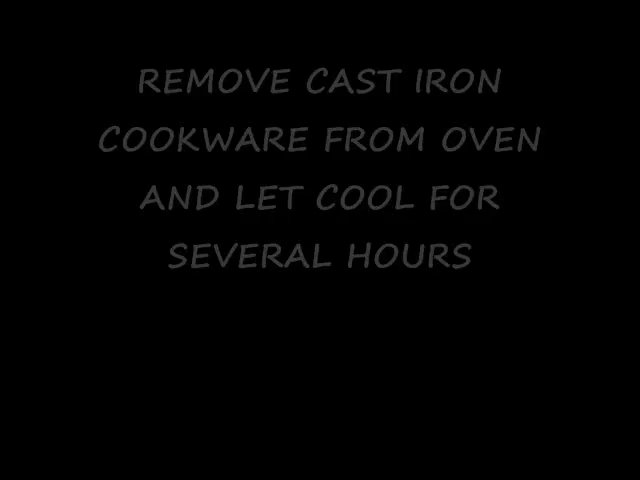 REMOVE CAST IRON
COOKWARE FROM OVEN
AND LET COOL FOR
SEVERAL HOURS